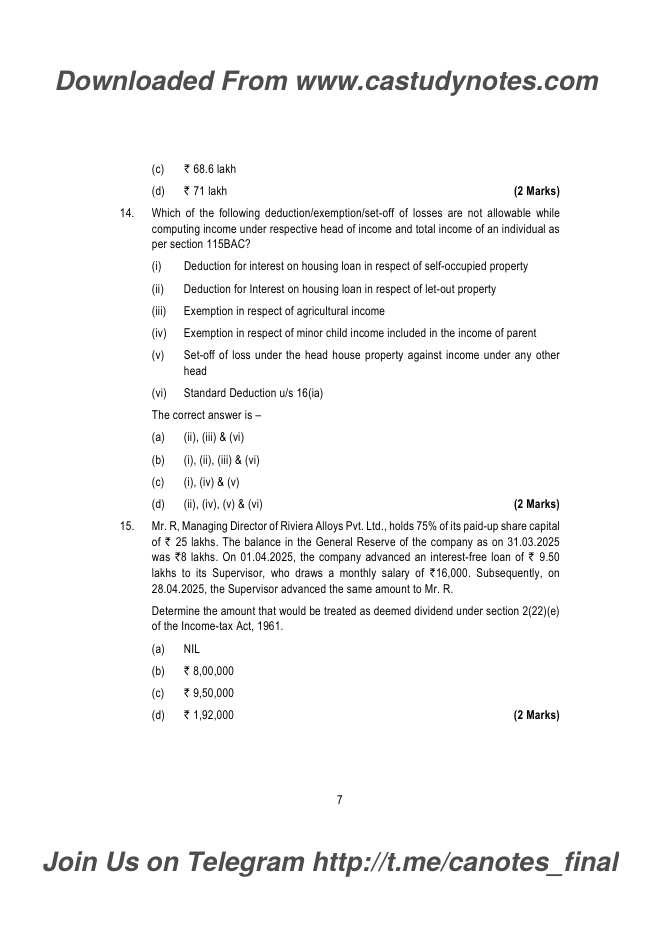 Downloaded From www.castudynotes.com
(c) ₹ 68.6 lakh
(d) ₹ 71 lakh (2 Marks)
14. Which of the following deduction/exemption/set-off of losses are not allowable while
computing income under respective head of income and total income of an individual as
per section 115BAC?
(i) Deduction for interest on housing loan in respect of self-occupied property
(ii) Deduction for Interest on housing loan in respect of let-out property
(iii) Exemption in respect of agricultural income
(iv) Exemption in respect of minor child income included in the income of parent
(v) Set-off of loss under the head house property against income under any other
head
(vi) Standard Deduction u/s 16(ia)
The correct answer is –
(a) (ii), (iii) & (vi)
(b) (i), (ii), (iii) & (vi)
(c) (i), (iv) & (v)
(d) (ii), (iv), (v) & (vi) (2 Marks)
15. Mr. R, Managing Director of Riviera Alloys Pvt. Ltd., holds 75% of its paid-up share capital
of ₹ 25 lakhs. The balance in the General Reserve of the company as on 31.03.2025
was ₹8 lakhs. On 01.04.2025, the company advanced an interest-free loan of ₹ 9.50
lakhs to its Supervisor, who draws a monthly salary of ₹16,000. Subsequently, on
28.04.2025, the Supervisor advanced the same amount to Mr. R.
Determine the amount that would be treated as deemed dividend under section 2(22)(e)
of the Income-tax Act, 1961.
(a) NIL
(b) ₹ 8,00,000
(c) ₹ 9,50,000
(d) ₹ 1,92,000 (2 Marks)
7
Join Us on Telegram http://t.me/canotes_final